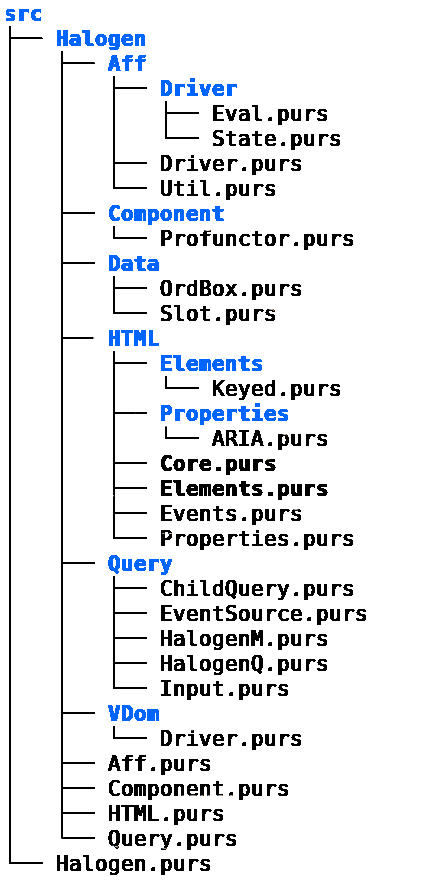 src
Halogen
Aff
Driver
Eval.purs
State.purs
Driver.purs
Util.purs
Component
Profunctor.purs
Data
OrdBox.purs
Slot.purs
HTML
Elements
Keyed.purs
Properties
ARIA.purs
Core.purs
Elements.purs
Events.purs
Properties.purs
Query
ChildQuery.purs
EventSource.purs
HalogenM.purs
HalogenQ.purs
Input.purs
VDom
Driver.purs
Aff.purs
Component.purs
HTML.purs
Query.purs
Halogen.purs